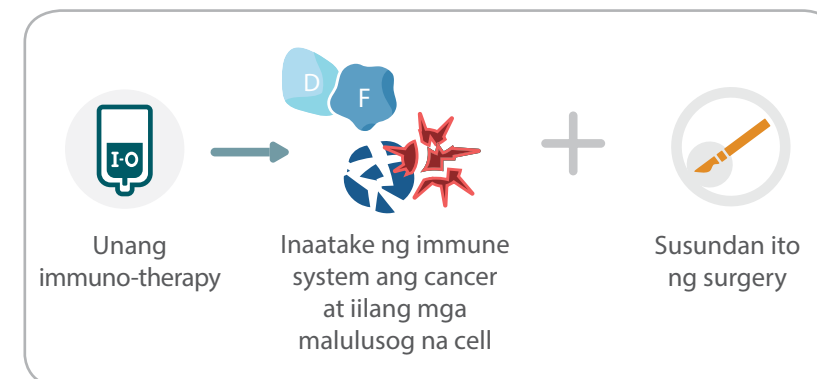 D
F
I-O
Unang
immuno-therapy
Inaatake ng immune
system ang cancer
at iilang mga
malulusog na cell
Susundan ito
ng surgery